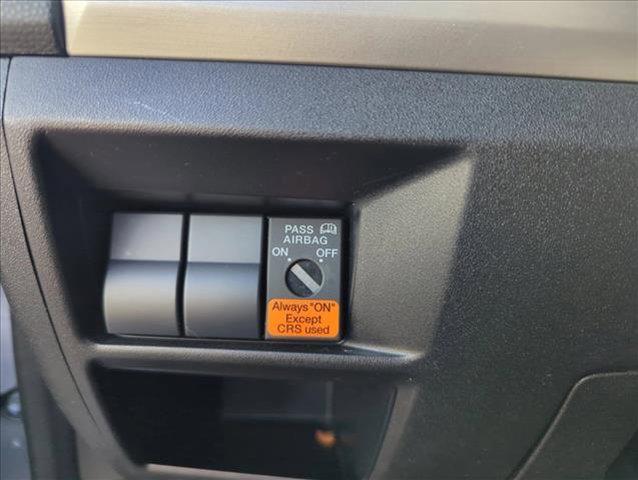 PASS
AIRBAG
ON OFF
Always "ON"
Except
CRS used